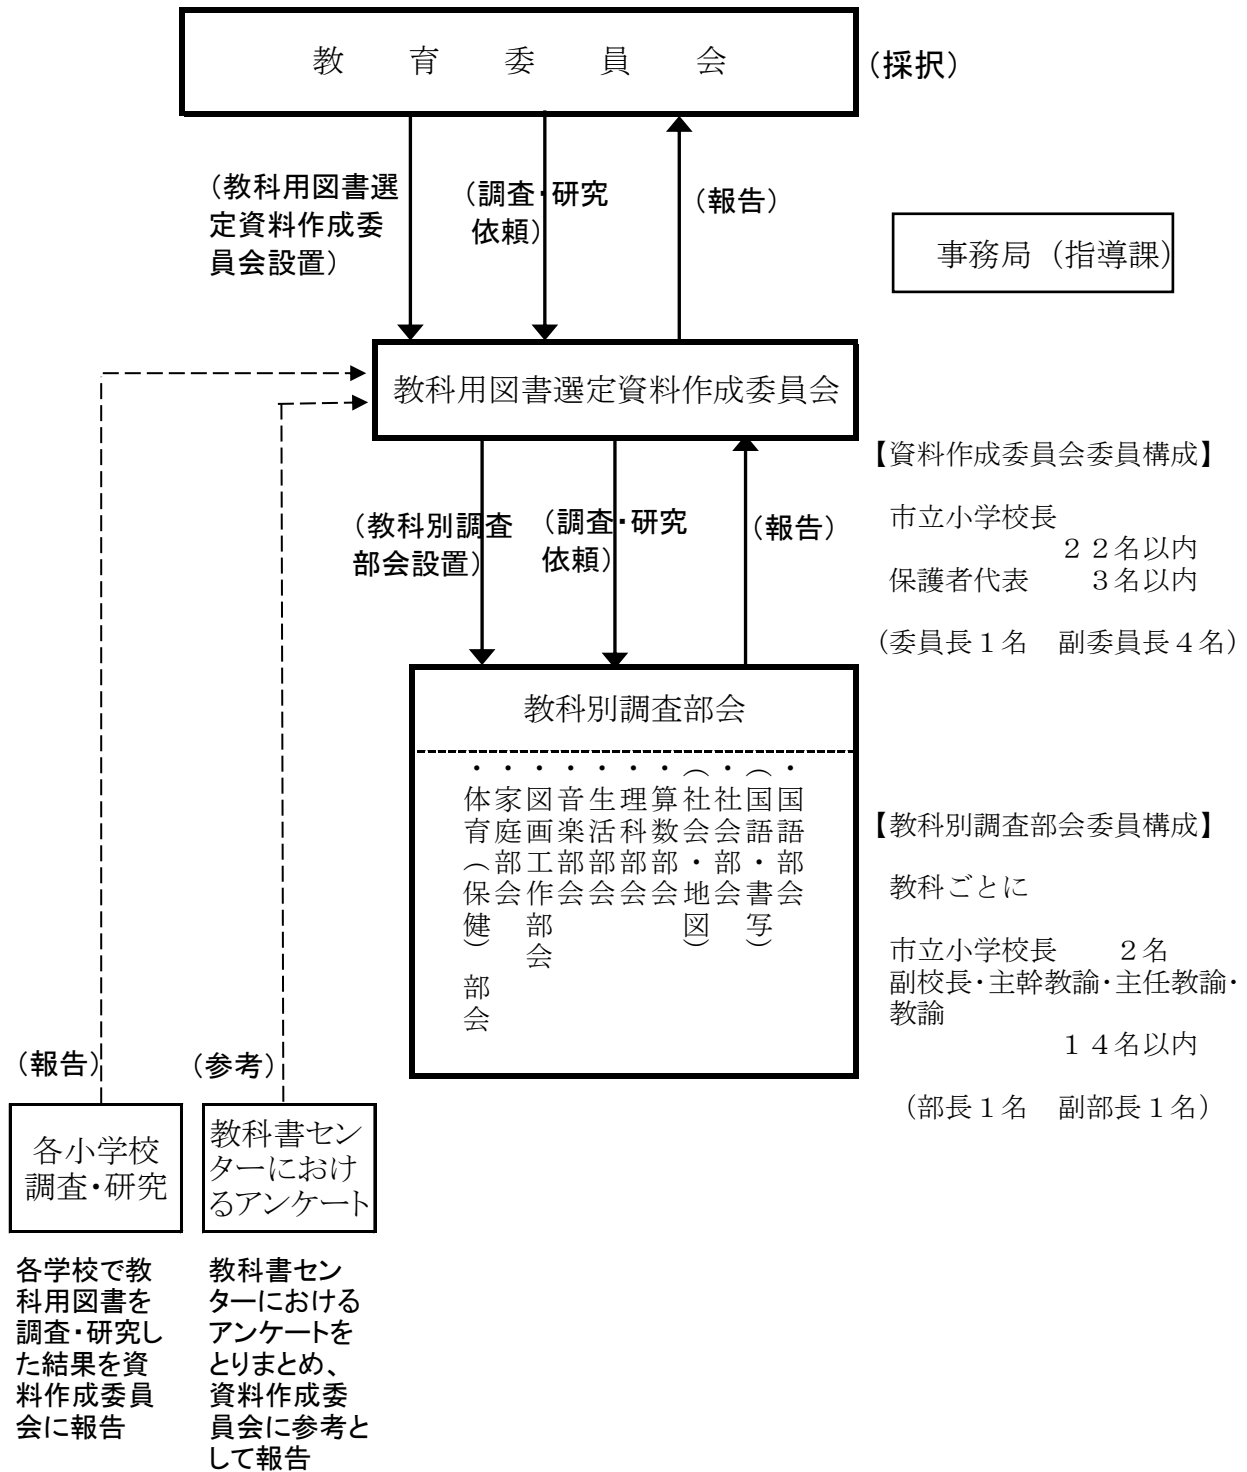 教育委員会
（採択）
（教科用図書選
定資料作成委
員会設置）
（調査・研究
依頼）
（報告）
事務局（指導課）
教科用図書選定資料作成委員会
【資料作成委員会委員構成】
市立小学校長
２２名以内
保護者代表　３名以内
（委員長１名　副委員長４名）
（教科別調査
部会設置）
（調査・研究
依頼）
（報告）
教科別調査部会
・国語部会
（国語・書写）
・社会部会
（社会・地図）
・算数部会
・理科部会
・生活部会
・音楽部会
・図画工作部会
・家庭部会
・体育（保健）部会
【教科別調査部会委員構成】
教科ごとに
市立小学校長　２名
副校長・主幹教諭・主任教諭・
教諭
１４名以内
（部長１名　副部長１名）
（報告）
各小学校
調査・研究
各学校で教
科用図書を
調査・研究し
た結果を資
料作成委員
会に報告
（参考）
教科書セン
ターにおけ
るアンケート
教科書セン
ターにおける
アンケートを
とりまとめ、
資料作成委
員会に参考と
して報告